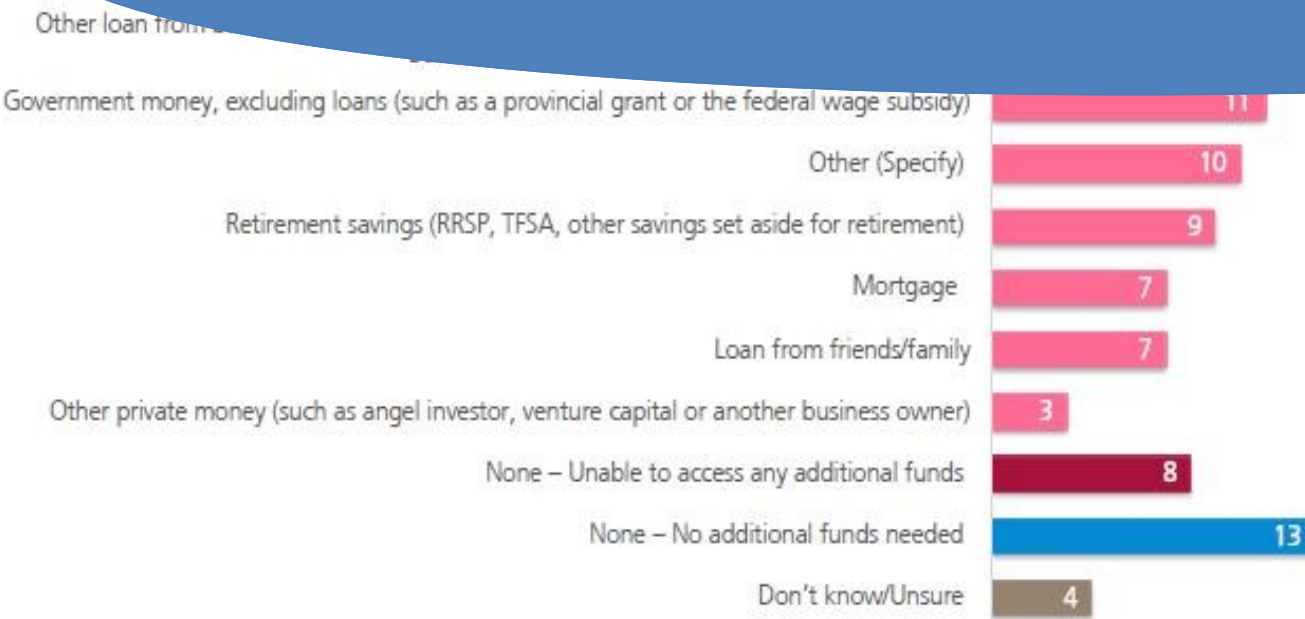 Other loan from
Government money, excluding loans (such as a provincial grant or the federal wage subsidy) 11
Other (Specify) 10
Retirement savings (RRSP, TFSA, other savings set aside for retirement) 9
Mortgage 7
Loan from friends/family 7
Other private money (such as angel investor, venture capital or another business owner) 3
None – Unable to access any additional funds 8
None – No additional funds needed 13
Don't know/Unsure 4